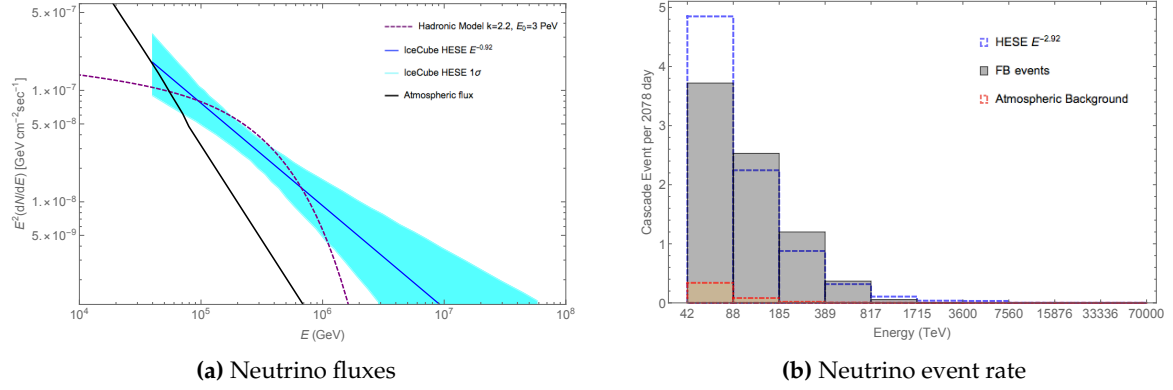 5.×10⁻⁷
1.×10⁻⁷
5.×10⁻⁸
1.×10⁻⁸
5.×10⁻⁹
E²(dN/dE) [GeV cm⁻²sec⁻¹]
Hadronic Model k=2.2, E₀=3 PeV
IceCube HESE E⁻⁰·⁹²
IceCube HESE 1σ
Atmospheric flux
10⁴ 10⁵ 10⁶ 10⁷ 10⁸
E (GeV)
(a) Neutrino fluxes
5
4
3
2
1
0
Cascade Event per 2078 day
HESE E⁻²·⁹²
FB events
Atmospheric Background
42 88 185 389 817 1715 3600 7560 15876 33336 70000
Energy (TeV)
(b) Neutrino event rate